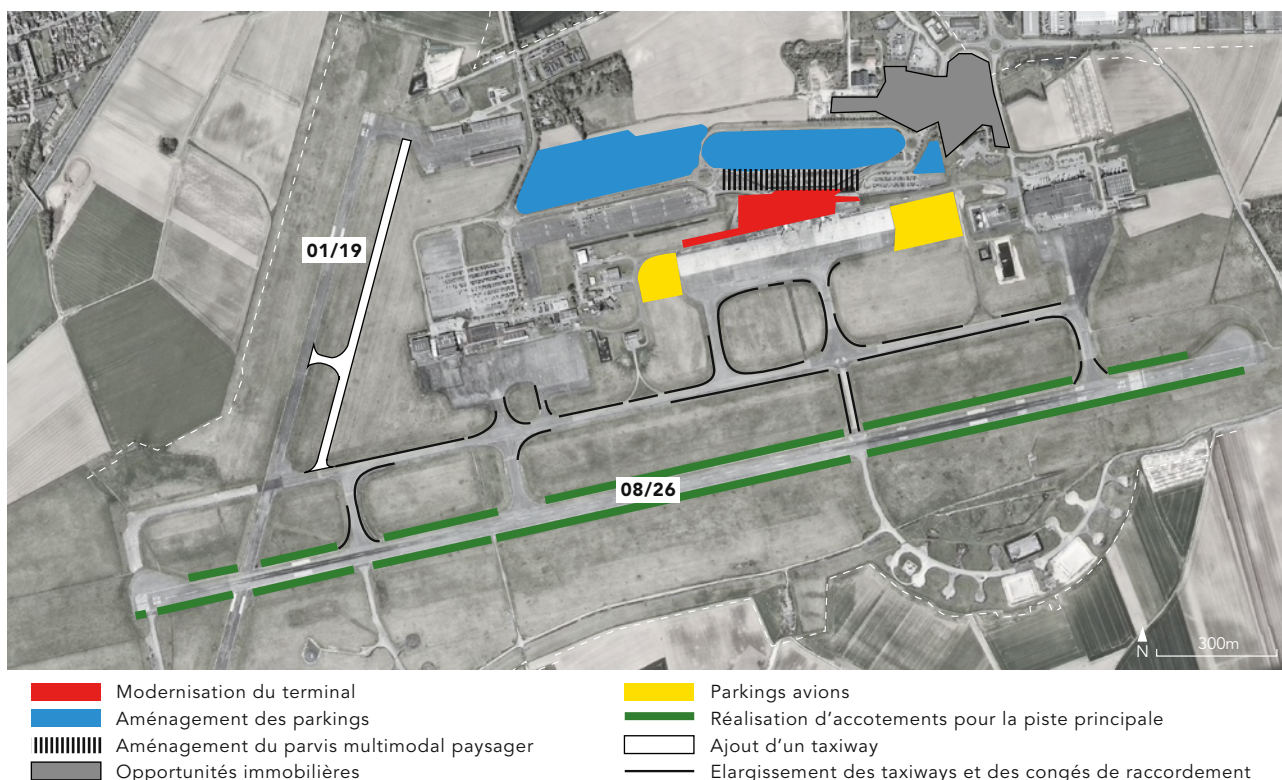 01/19
08/26
N
300m
Modernisation du terminal
Aménagement des parkings
Aménagement du parvis multimodal paysager
Opportunités immobilières
Parkings avions
Réalisation d'accotements pour la piste principale
Ajout d'un taxiway
Elargissement des taxiways et des congés de raccordement